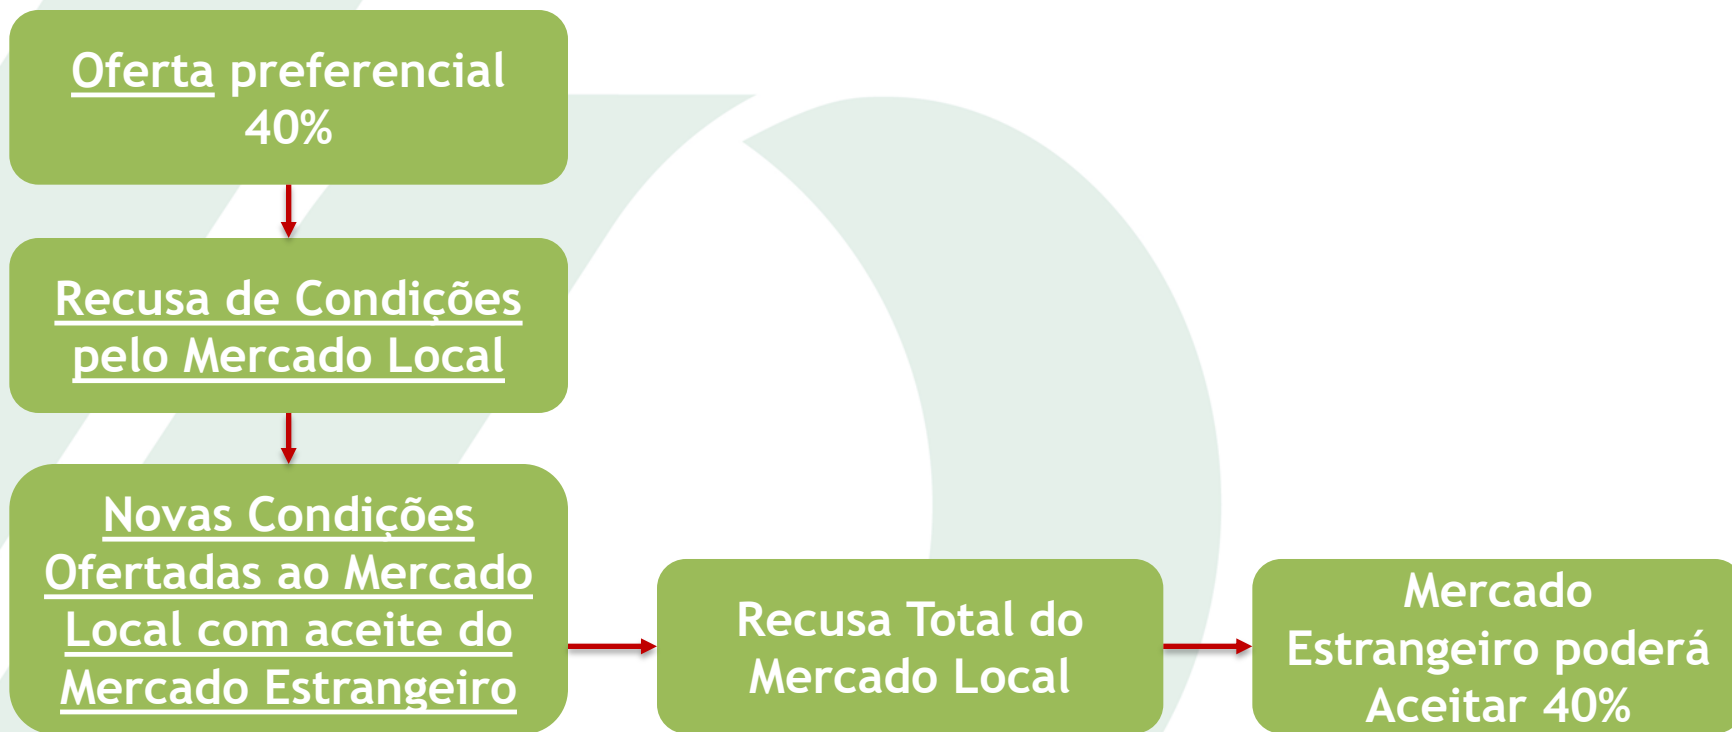 Oferta preferencial
40%
Recusa de Condições
pelo Mercado Local
Novas Condições
Ofertadas ao Mercado
Local com aceite do
Mercado Estrangeiro
Recusa Total do
Mercado Local
Mercado
Estrangeiro poderá
Aceitar 40%